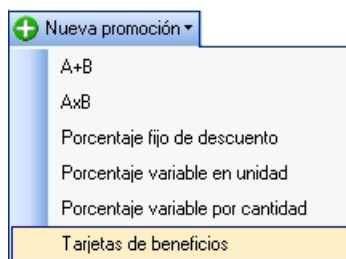 Nueva promoción
A+B
AxB
Porcentaje fijo de descuento
Porcentaje variable en unidad
Porcentaje variable por cantidad
Tarjetas de beneficios